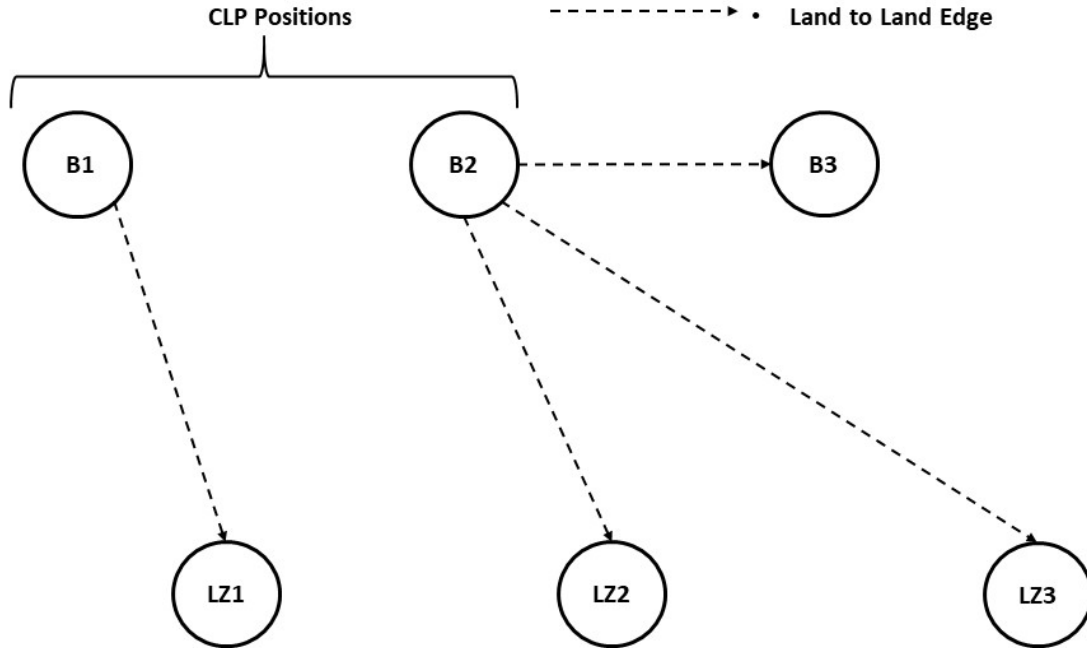 CLP Positions
• Land to Land Edge
B1
B2
B3
LZ1
LZ2
LZ3